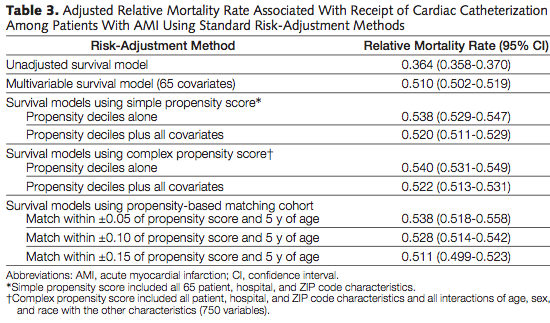 Table 3. Adjusted Relative Mortality Rate Associated With Receipt of Cardiac Catheterization
Among Patients With AMI Using Standard Risk-Adjustment Methods
Risk-Adjustment Method Relative Mortality Rate (95% CI)
Unadjusted survival model 0.364 (0.358-0.370)
Multivariable survival model (65 covariates) 0.510 (0.502-0.519)
Survival models using simple propensity score*
Propensity deciles alone 0.538 (0.529-0.547)
Propensity deciles plus all covariates 0.520 (0.511-0.529)
Survival models using complex propensity score†
Propensity deciles alone 0.540 (0.531-0.549)
Propensity deciles plus all covariates 0.522 (0.513-0.531)
Survival models using propensity-based matching cohort
Match within ±0.05 of propensity score and 5 y of age 0.538 (0.518-0.558)
Match within ±0.10 of propensity score and 5 y of age 0.528 (0.514-0.542)
Match within ±0.15 of propensity score and 5 y of age 0.511 (0.499-0.523)
Abbreviations: AMI, acute myocardial infarction; CI, confidence interval.
*Simple propensity score included all 65 patient, hospital, and ZIP code characteristics.
†Complex propensity score included all patient, hospital, and ZIP code characteristics and all interactions of age, sex,
and race with the other characteristics (750 variables).